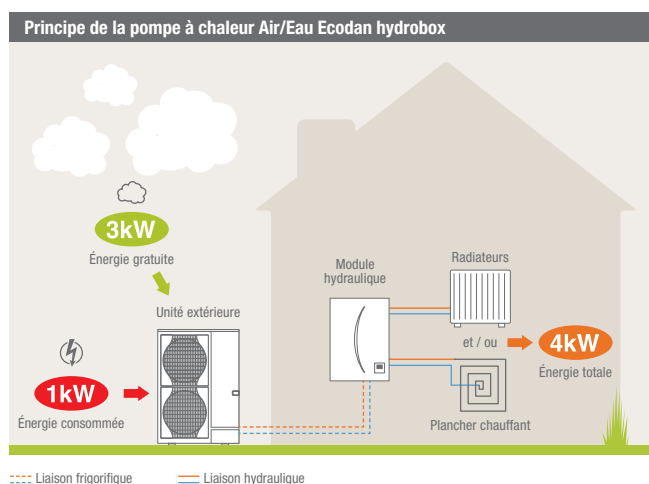 Principe de la pompe à chaleur Air/Eau Ecodan hydrobox
3kW
Énergie gratuite
Unité extérieure
1kW
Énergie consommée
Module
hydraulique
Radiateurs
et / ou
4kW
Énergie totale
Plancher chauffant
Liaison frigorifique
Liaison hydraulique